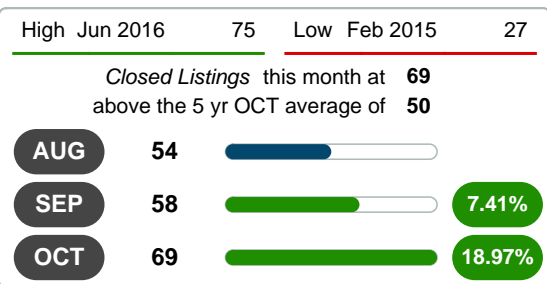 High Jun 2016 75 Low Feb 2015 27
Closed Listings this month at 69
above the 5 yr OCT average of 50
AUG 54
SEP 58 7.41%
OCT 69 18.97%